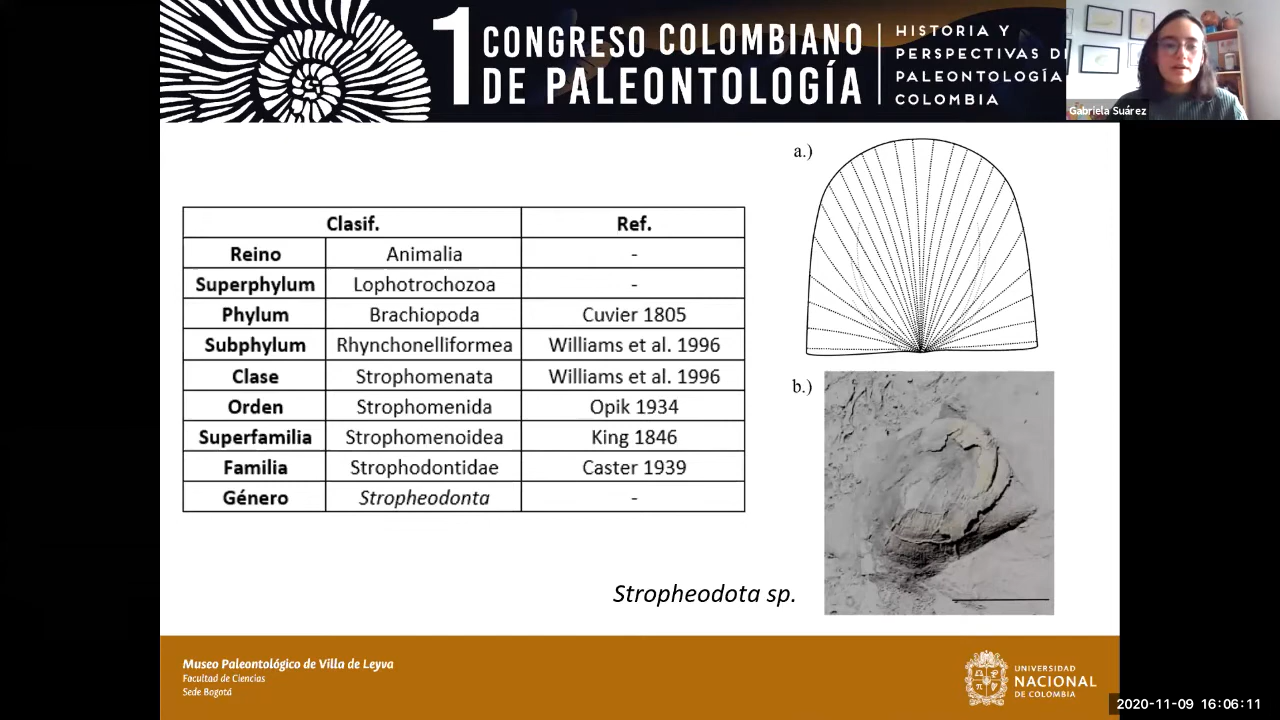 1 CONGRESO COLOMBIANO
DE PALEONTOLOGÍA
HISTORIA Y
PERSPECTIVAS
PALEONTOLOGÍA
COLOMBIA
Gabriela Suárez
Clasif. Ref.
Reino Animalia -
Superphylum Lophotrochozoa -
Phylum Brachiopoda Cuvier 1805
Subphylum Rhynchonelliformea Williams et al. 1996
Clase Strophomenata Williams et al. 1996
Orden Strophomenida Opik 1934
Superfamilia Strophomenoidea King 1846
Familia Strophodontidae Caster 1939
Género Stropheodonta -
a.)
b.)
Stropheodota sp.
Museo Paleontológico de Villa de Leyva
Facultad de Ciencias
Sede Bogotá
UNIVERSIDAD
NACIONAL
DE COLOMBIA
2020-11-09 16:06:11